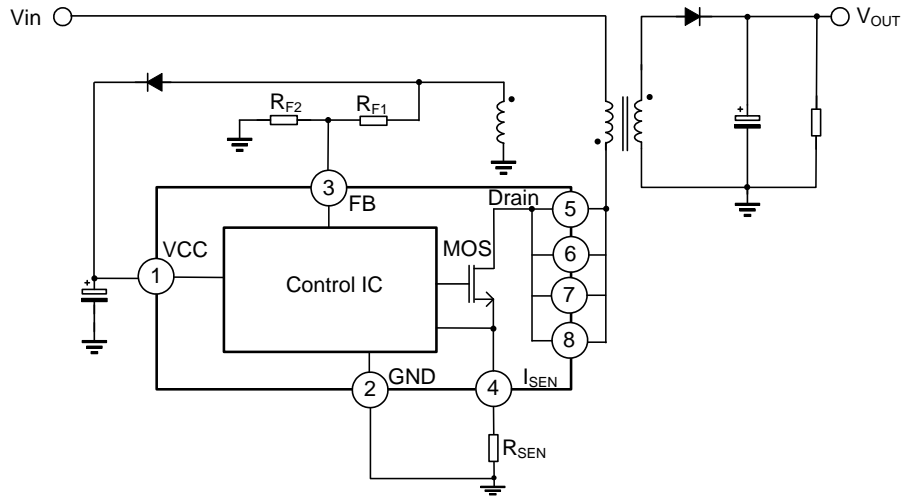 Vin
VOUT
RF2
RF1
3
FB
Drain
5
VCC
MOS
6
1
Control IC
7
8
2
GND
4
ISEN
RSEN
+
+